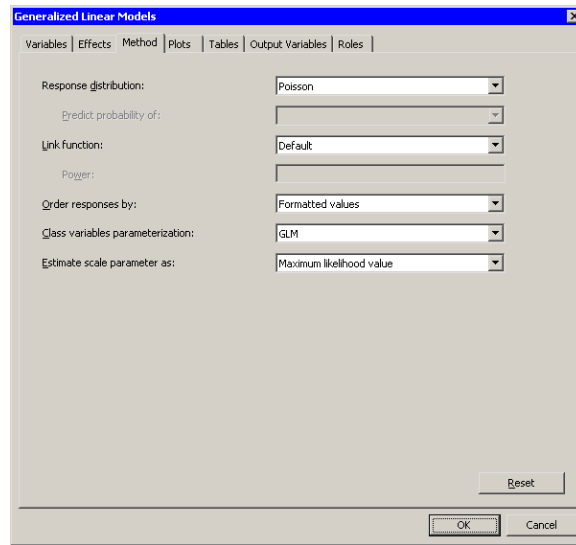 Generalized Linear Models
Variables Effects Method Plots Tables Output Variables Roles
Response distribution: Poisson
Predict probability of:
Link function: Default
Power:
Order responses by: Formatted values
Class variables parameterization: GLM
Estimate scale parameter as: Maximum likelihood value
Reset
OK Cancel